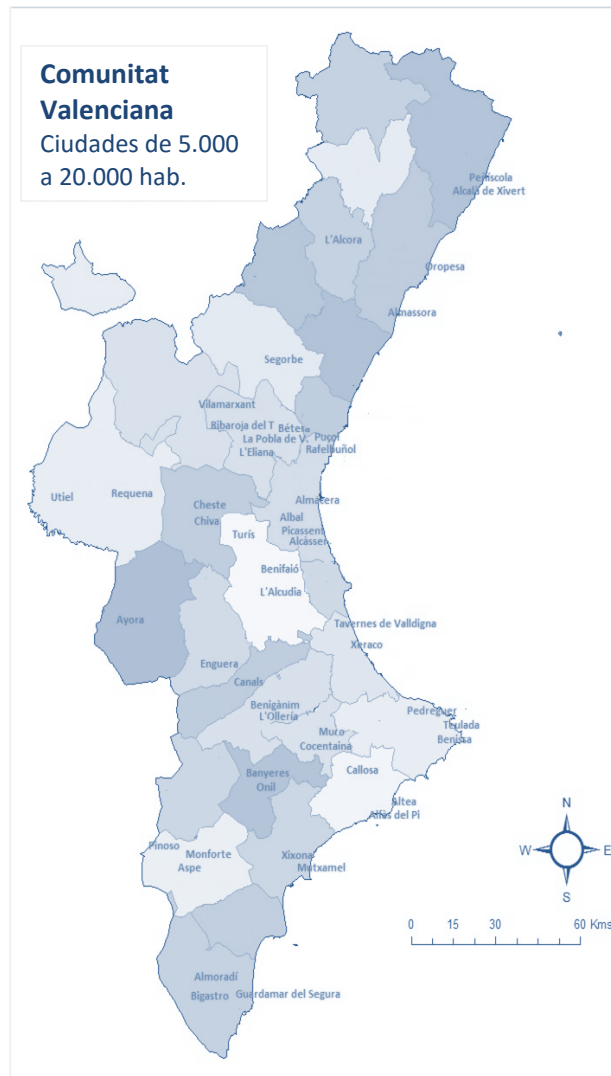 Comunitat
Valenciana
Ciudades de 5.000
a 20.000 hab.
Peñíscola
Alcalà de Xivert
L'Alcora
Oropesa
Almassora
Segorbe
Vilamarxant
Ribaroja del T
Bétera
La Pobla de V.
Puçol
L'Eliana
Rafelbuñol
Utiel
Requena
Cheste
Almacera
Chiva
Albal
Turís
Picassent
Alcàsser
Benifaió
L'Alcudia
Ayora
Tavernes de Valldigna
Xeraco
Enguera
Canals
Benigànim
Pedreguer
L'Ollería
Teulada
Muro
Benissa
Cocentaina
Banyeres
Callosa
Onil
Altea
Alfàs del Pi
Pinoso
Monforte
Xixona
Aspe
Mutxamel
N
W
E
S
0 15 30 60 Kms
Almoradí
Bigastro
Guardamar del Segura